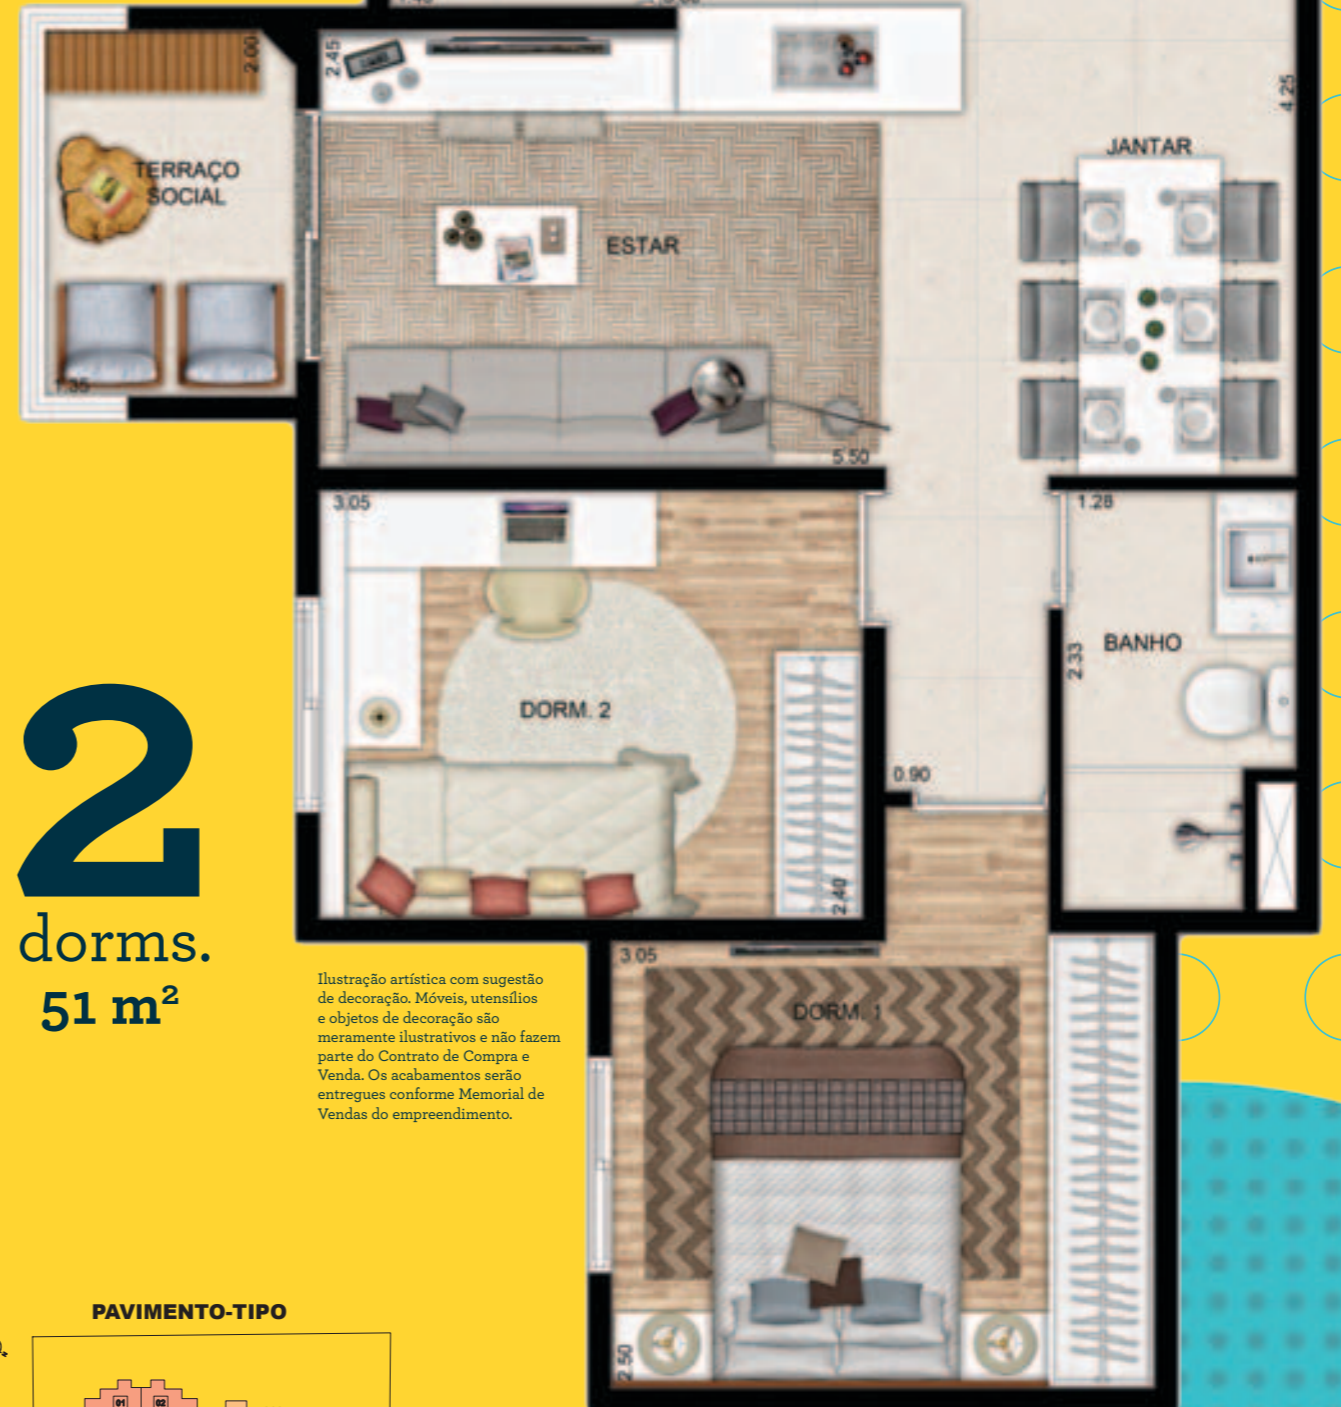 2.00
2.45
4.25
JANTAR
TERRAÇO
SOCIAL
ESTAR
1.35
5.50
3.05
1.28
2.33
BANHO
DORM. 2
0.90
2.40
2
dorms.
51 m²
3.05
DORM. 1
Ilustração artística com sugestão
de decoração. Móveis, utensílios
e objetos de decoração são
meramente ilustrativos e não fazem
parte do Contrato de Compra e
Venda. Os acabamentos serão
entregues conforme Memorial de
Vendas do empreendimento.
2.50
PAVIMENTO-TIPO
01 02